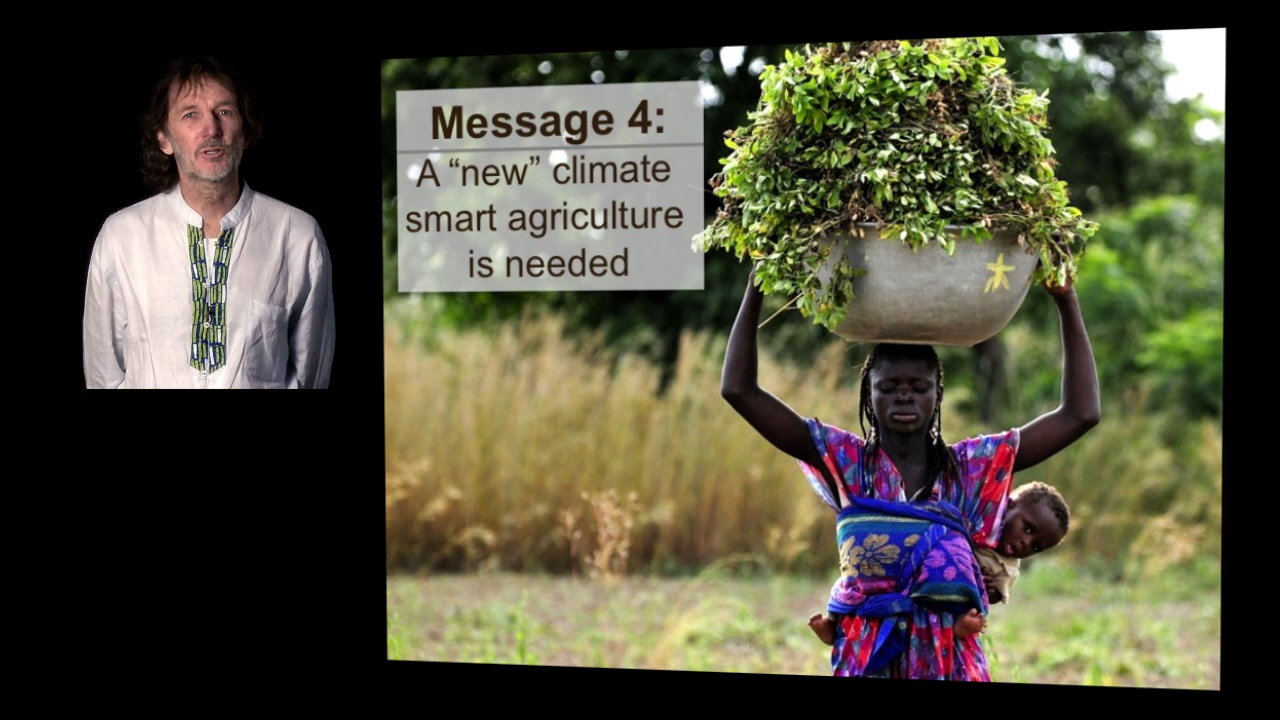 Message 4:
A “new” climate
smart agriculture
is needed